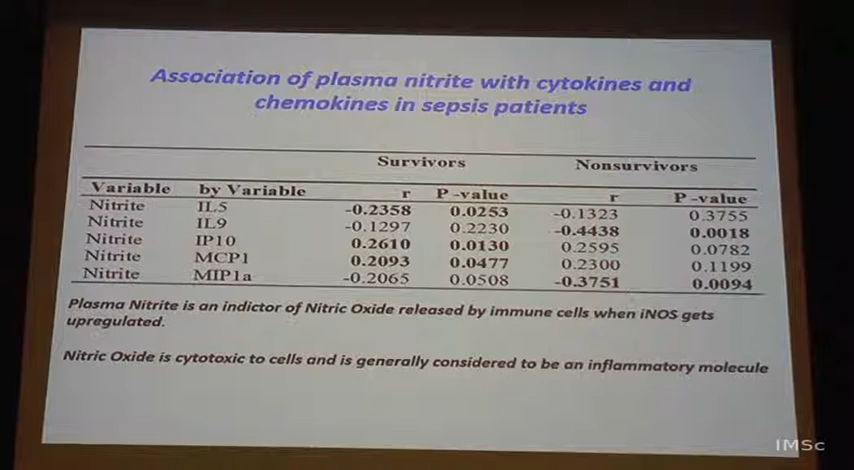 Association of plasma nitrite with cytokines and
chemokines in sepsis patients
Survivors Nonsurvivors
Variable by Variable r P -value r P -value
Nitrite IL5 -0.2358 0.0253 -0.1323 0.3755
Nitrite IL9 -0.1297 0.2230 -0.4438 0.0018
Nitrite IP10 0.2610 0.0130 0.2595 0.0782
Nitrite MCP1 0.2093 0.0477 0.2300 0.1199
Nitrite MIP1a -0.2065 0.0508 -0.3751 0.0094
Plasma Nitrite is an indictor of Nitric Oxide released by immune cells when iNOS gets
upregulated.
Nitric Oxide is cytotoxic to cells and is generally considered to be an inflammatory molecule
IMSc